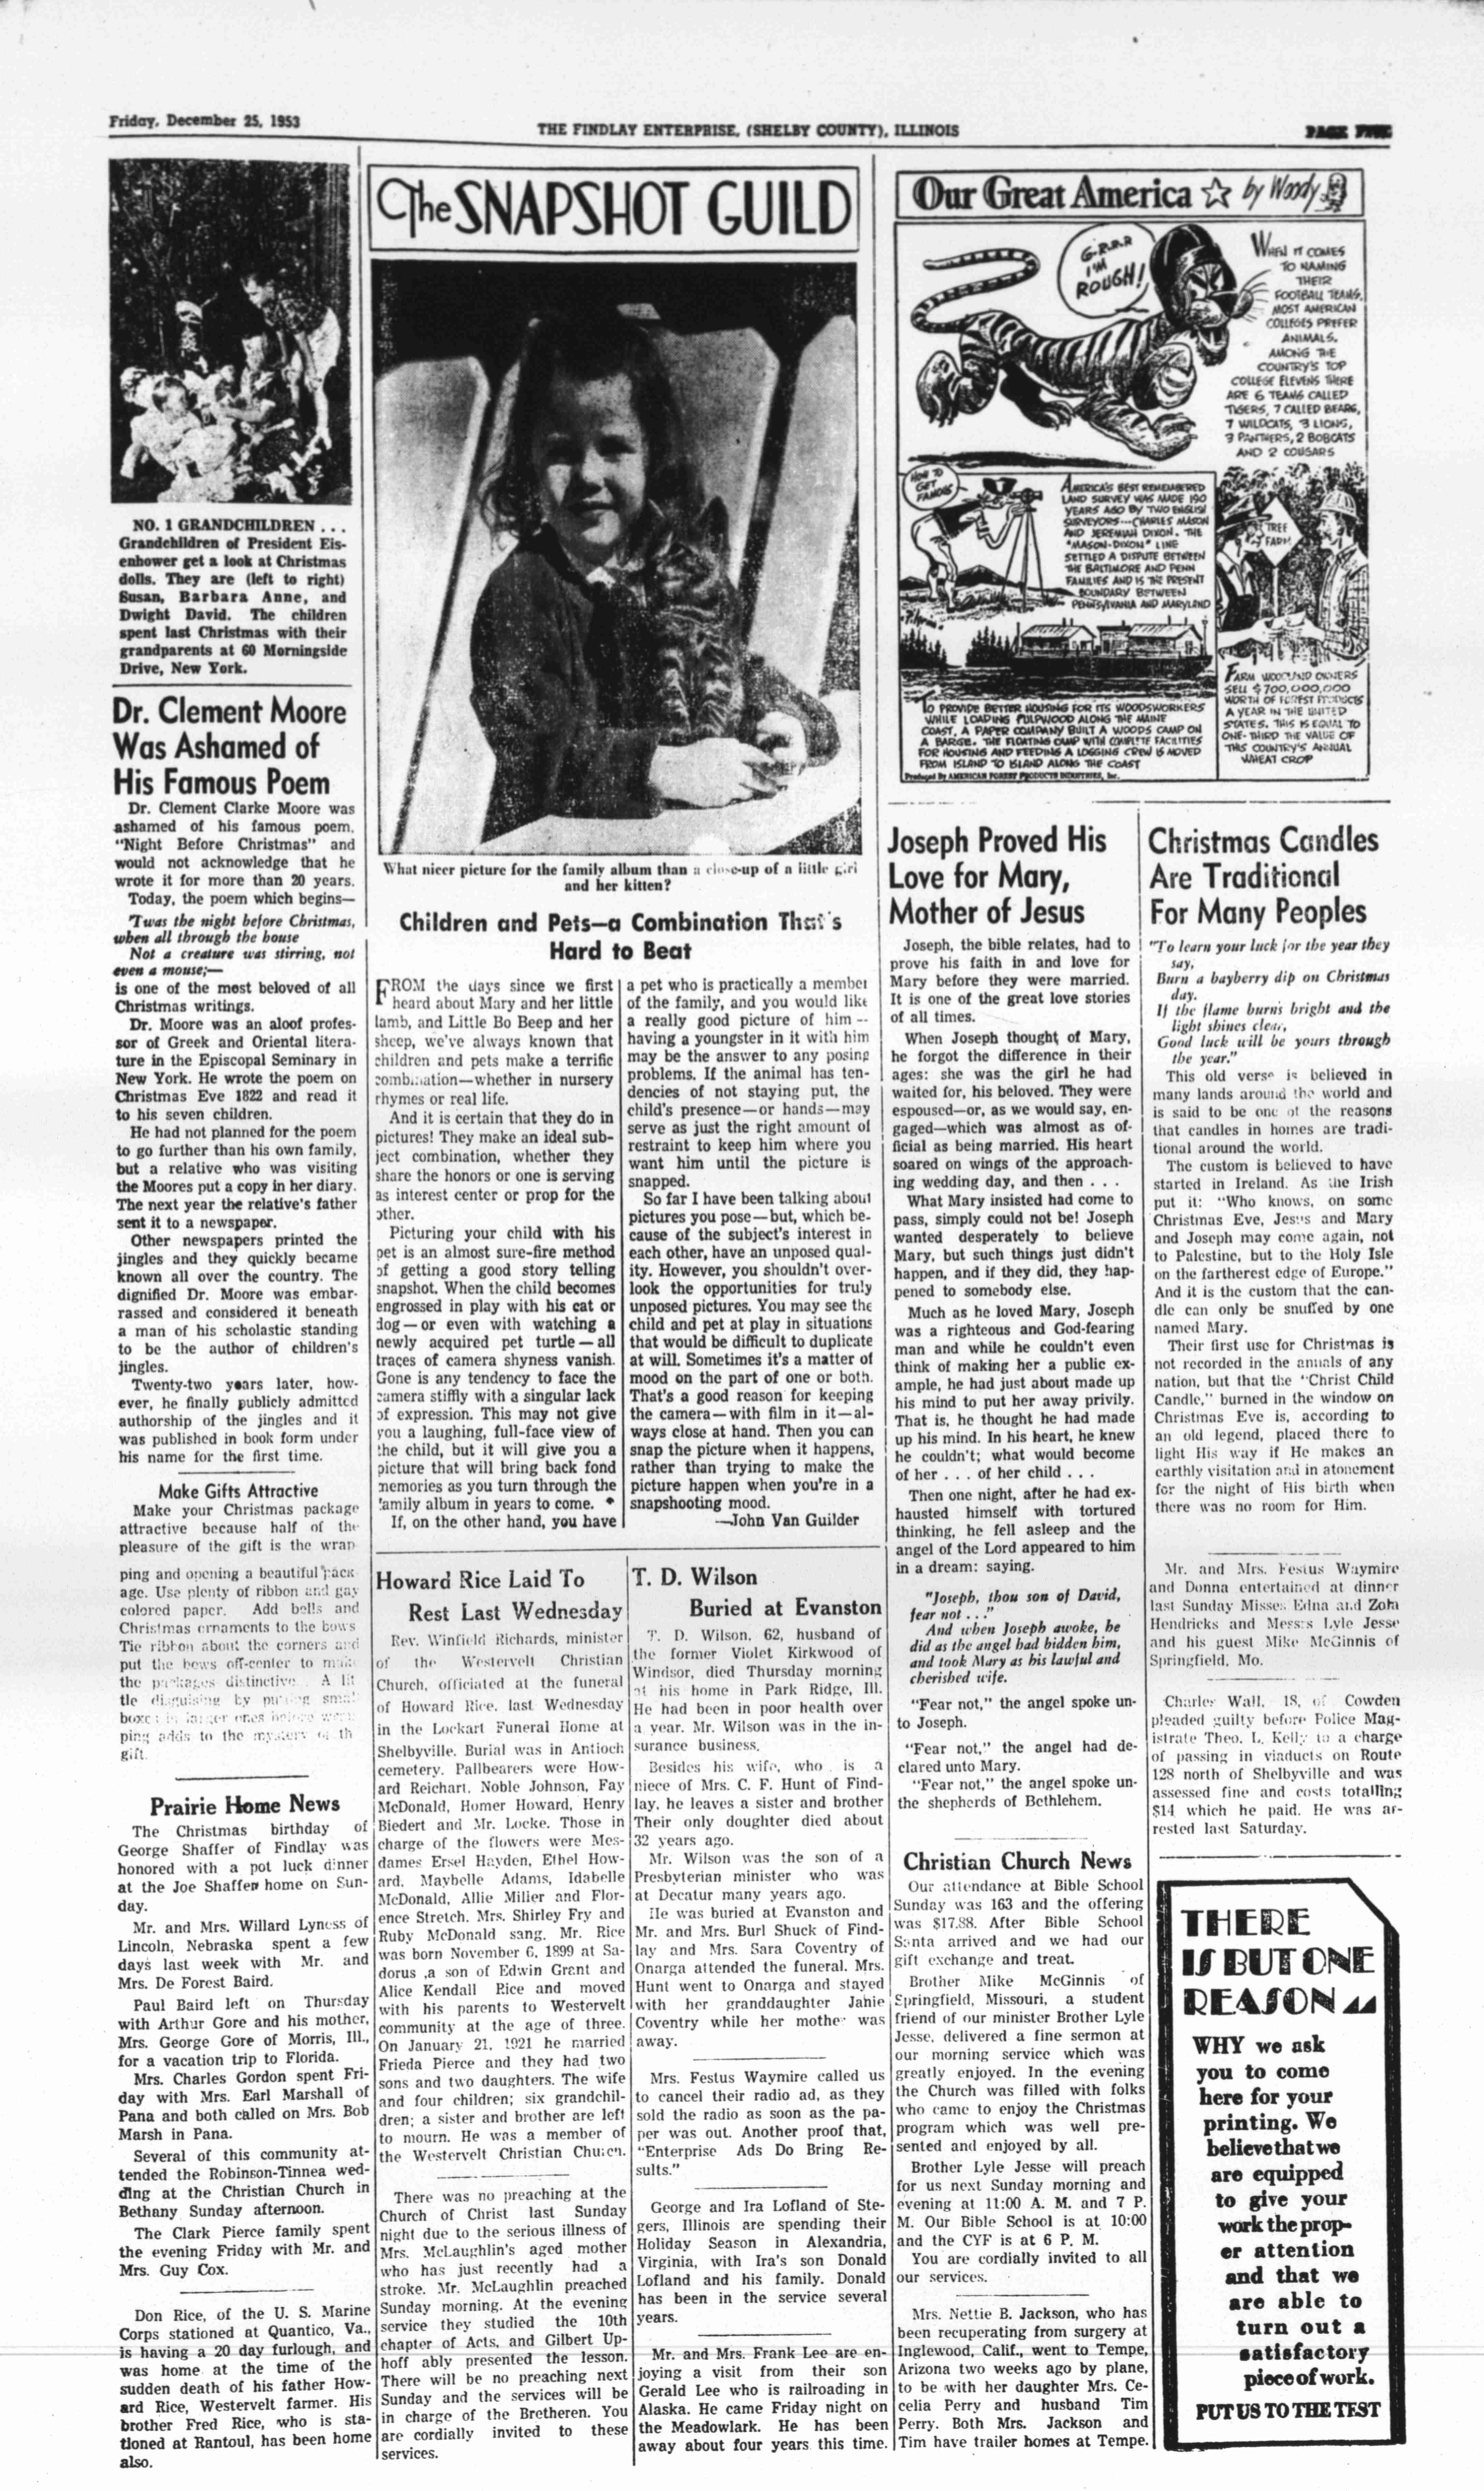 Friday, December 25, 1953
THE FINDLAY ENTERPRISE, (SHELBY COUNTY), ILLINOIS
PAGE FIVE
NO. 1 GRANDCHILDREN . . .
Grandchildren of President Eis-
enhower get a look at Christmas
dolls. They are (left to right)
Susan, Barbara Anne, and
Dwight David. The children
spent last Christmas with their
grandparents at 60 Morningside
Drive, New York.
Dr. Clement Moore
Was Ashamed of
His Famous Poem
Dr. Clement Clarke Moore was
ashamed of his famous poem,
"Night Before Christmas" and
would not acknowledge that he
wrote it for more than 20 years.
Today, the poem which begins—
'Twas the night before Christmas,
when all through the house
Not a creature was stirring, not
even a mouse;—
is one of the most beloved of all
Christmas writings.
Dr. Moore was an aloof profes-
sor of Greek and Oriental litera-
ture in the Episcopal Seminary in
New York. He wrote the poem on
Christmas Eve 1822 and read it
to his seven children.
He had not planned for the poem
to go further than his own family,
but a relative who was visiting
the Moores put a copy in her diary.
The next year the relative's father
sent it to a newspaper.
Other newspapers printed the
jingles and they quickly became
known all over the country. The
dignified Dr. Moore was embar-
rassed and considered it beneath
a man of his scholastic standing
to be the author of children's
jingles.
Twenty-two years later, how-
ever, he finally publicly admitted
authorship of the jingles and it
was published in book form under
his name for the first time.
Make Gifts Attractive
Make your Christmas package
attractive because half of the
pleasure of the gift is the wrap
ping and opening a beautiful pack
age. Use plenty of ribbon and gay
colored paper. Add bells and
Christmas ornaments to the bows
Tie ribbon about the corners and
put the bows off-center to make
the packages distinctive. A lit
tle disguising by putting small
boxes in larger ones before wrap
ping adds to the mystery of th
gift.
Prairie Home News
The Christmas birthday of
George Shaffer of Findlay was
honored with a pot luck dinner
at the Joe Shaffer home on Sun-
day.
Mr. and Mrs. Willard Lyness of
Lincoln, Nebraska spent a few
days last week with Mr. and
Mrs. De Forest Baird.
Paul Baird left on Thursday
with Arthur Gore and his mother,
Mrs. George Gore of Morris, Ill.,
for a vacation trip to Florida.
Mrs. Charles Gordon spent Fri-
day with Mrs. Earl Marshall of
Pana and both called on Mrs. Bob
Marsh in Pana.
Several of this community at-
tended the Robinson-Tinnea wed-
ding at the Christian Church in
Bethany Sunday afternoon.
The Clark Pierce family spent
the evening Friday with Mr. and
Mrs. Guy Cox.
Don Rice, of the U. S. Marine
Corps stationed at Quantico, Va.,
is having a 20 day furlough, and
was home at the time of the
sudden death of his father How-
ard Rice, Westervelt farmer. His
brother Fred Rice, who is sta-
tioned at Rantoul, has been home
also.
The SNAPSHOT GUILD
What nicer picture for the family album than a close-up of a little girl
and her kitten?
Children and Pets—a Combination That's
Hard to Beat
FROM the days since we first
heard about Mary and her little
lamb, and Little Bo Beep and her
sheep, we've always known that
children and pets make a terrific
combination—whether in nursery
rhymes or real life.
And it is certain that they do in
pictures! They make an ideal sub-
ject combination, whether they
share the honors or one is serving
as interest center or prop for the
other.
Picturing your child with his
pet is an almost sure-fire method
of getting a good story telling
snapshot. When the child becomes
engrossed in play with his cat or
dog—or even with watching a
newly acquired pet turtle—all
traces of camera shyness vanish.
Gone is any tendency to face the
camera stiffly with a singular lack
of expression. This may not give
you a laughing, full-face view of
the child, but it will give you a
picture that will bring back fond
memories as you turn through the
family album in years to come.
If, on the other hand, you have
a pet who is practically a member
of the family, and you would like
a really good picture of him—
having a youngster in it with him
may be the answer to any posing
problems. If the animal has ten-
dencies of not staying put, the
child's presence—or hands—may
serve as just the right amount of
restraint to keep him where you
want him until the picture is
snapped.
So far I have been talking about
pictures you pose—but, which be-
cause of the subject's interest in
each other, have an unposed qual-
ity. However, you shouldn't over-
look the opportunities for truly
unposed pictures. You may see the
child and pet at play in situations
that would be difficult to duplicate
at will. Sometimes it's a matter of
mood on the part of one or both.
That's a good reason for keeping
the camera—with film in it—al-
ways close at hand. Then you can
snap the picture when it happens,
rather than trying to make the
picture happen when you're in a
snapshooting mood.
—John Van Guilder
Howard Rice Laid To
Rest Last Wednesday
Rev. Winfield Richards, minister
of the Westervelt Christian
Church, officiated at the funeral
of Howard Rice, last Wednesday
in the Lockart Funeral Home at
Shelbyville. Burial was in Antioch
cemetery. Pallbearers were How-
ard Reichart, Noble Johnson, Fay
McDonald, Homer Howard, Henry
Biedert and Mr. Locke. Those in
charge of the flowers were Mes-
dames Ersel Hayden, Ethel How-
ard, Maybelle Adams, Idabelle
McDonald, Allie Milier and Flor-
ence Stretch. Mrs. Shirley Fry and
Ruby McDonald sang. Mr. Rice
was born November 6, 1899 at Sa-
dorus ,a son of Edwin Grant and
Alice Kendall Rice and moved
with his parents to Westervelt
community at the age of three.
On January 21, 1921 he married
Frieda Pierce and they had two
sons and two daughters. The wife
and four children; six grandchil-
dren; a sister and brother are left
to mourn. He was a member of
the Westervelt Christian Church.
There was no preaching at the
Church of Christ last Sunday
night due to the serious illness of
Mrs. McLaughlin's aged mother
who has just recently had a
stroke. Mr. McLaughlin preached
Sunday morning. At the evening
service they studied the 10th
chapter of Acts, and Gilbert Up-
hoff ably presented the lesson.
There will be no preaching next
Sunday and the services will be
in charge of the Bretheren. You
are cordially invited to these
services.
T. D. Wilson
Buried at Evanston
T. D. Wilson, 62, husband of
the former Violet Kirkwood of
Windsor, died Thursday morning
at his home in Park Ridge, Ill.
He had been in poor health over
a year. Mr. Wilson was in the in-
surance business.
Besides his wife, who is a
niece of Mrs. C. F. Hunt of Find-
lay, he leaves a sister and brother
Their only doughter died about
32 years ago.
Mr. Wilson was the son of a
Presbyterian minister who was
at Decatur many years ago.
He was buried at Evanston and
Mr. and Mrs. Burl Shuck of Find-
lay and Mrs. Sara Coventry of
Onarga attended the funeral. Mrs.
Hunt went to Onarga and stayed
with her granddaughter Janie
Coventry while her mother was
away.
Mrs. Festus Waymire called us
to cancel their radio ad, as they
sold the radio as soon as the pa-
per was out. Another proof that,
"Enterprise Ads Do Bring Re-
sults."
George and Ira Lofland of Ste-
gers, Illinois are spending their
Holiday Season in Alexandria,
Virginia, with Ira's son Donald
Lofland and his family. Donald
has been in the service several
years.
Mr. and Mrs. Frank Lee are en-
joying a visit from their son
Gerald Lee who is railroading in
Alaska. He came Friday night on
the Meadowlark. He has been
away about four years this time.
Our Great America by Woody
G-R-R-R
I'M
ROUGH!
WHEN IT COMES
TO NAMING
THEIR
FOOTBALL TEAMS,
MOST AMERICAN
COLLEGES PREFER
ANIMALS.
AMONG THE
COUNTRY'S TOP
COLLEGE ELEVENS THERE
ARE 6 TEAMS CALLED
TIGERS, 7 CALLED BEARS,
7 WILDCATS, 3 LIONS,
3 PANTHERS, 2 BOBCATS
AND 2 COUGARS
HOW TO
GET
FAMOUS
AMERICA'S BEST REMEMBERED
LAND SURVEY WAS MADE 190
YEARS AGO BY TWO ENGLISH
SURVEYORS---CHARLES MASON
AND JEREMIAH DIXON. THE
"MASON-DIXON" LINE
SETTLED A DISPUTE BETWEEN
THE BALTIMORE AND PENN
FAMILIES AND IS THE PRESENT
BOUNDARY BETWEEN
PENNSYLVANIA AND MARYLAND
TREE
FARM
TO PROVIDE BETTER HOUSING FOR ITS WOODSWORKERS
WHILE LOADING PULPWOOD ALONG THE MAINE
COAST, A PAPER COMPANY BUILT A WOODS CAMP ON
A BARGE. THE FLOATING CAMP WITH COMPLETE FACILITIES
FOR HOUSING AND FEEDING A LOGGING CREW IS MOVED
FROM ISLAND TO ISLAND ALONG THE COAST
Produced By AMERICAN FOREST PRODUCTS INDUSTRIES, Inc.
FARM WOODLAND OWNERS
SELL $700,000,000
WORTH OF FOREST PRODUCTS
A YEAR IN THE UNITED
STATES. THIS IS EQUAL TO
ONE-THIRD THE VALUE OF
THIS COUNTRY'S ANNUAL
WHEAT CROP
Joseph Proved His
Love for Mary,
Mother of Jesus
Joseph, the bible relates, had to
prove his faith in and love for
Mary before they were married.
It is one of the great love stories
of all times.
When Joseph thought of Mary,
he forgot the difference in their
ages: she was the girl he had
waited for, his beloved. They were
espoused—or, as we would say, en-
gaged—which was almost as of-
ficial as being married. His heart
soared on wings of the approach-
ing wedding day, and then . . .
What Mary insisted had come to
pass, simply could not be! Joseph
wanted desperately to believe
Mary, but such things just didn't
happen, and if they did, they hap-
pened to somebody else.
Much as he loved Mary, Joseph
was a righteous and God-fearing
man and while he couldn't even
think of making her a public ex-
ample, he had just about made up
his mind to put her away privily.
That is, he thought he had made
up his mind. In his heart, he knew
he couldn't; what would become
of her . . . of her child . . .
Then one night, after he had ex-
hausted himself with tortured
thinking, he fell asleep and the
angel of the Lord appeared to him
in a dream: saying.
"Joseph, thou son of David,
fear not . . ."
And when Joseph awoke, he
did as the angel had bidden him,
and took Mary as his lawful and
cherished wife.
"Fear not," the angel spoke un-
to Joseph.
"Fear not," the angel had de-
clared unto Mary.
"Fear not," the angel spoke un-
the shepherds of Bethlehem.
Christian Church News
Our attendance at Bible School
Sunday was 163 and the offering
was $17.88. After Bible School
Santa arrived and we had our
gift exchange and treat.
Brother Mike McGinnis of
Springfield, Missouri, a student
friend of our minister Brother Lyle
Jesse, delivered a fine sermon at
our morning service which was
greatly enjoyed. In the evening
the Church was filled with folks
who came to enjoy the Christmas
program which was well pre-
sented and enjoyed by all.
Brother Lyle Jesse will preach
for us next Sunday morning and
evening at 11:00 A. M. and 7 P.
M. Our Bible School is at 10:00
and the CYF is at 6 P. M.
You are cordially invited to all
our services.
Mrs. Nettie B. Jackson, who has
been recuperating from surgery at
Inglewood, Calif., went to Tempe,
Arizona two weeks ago by plane,
to be with her daughter Mrs. Ce-
celia Perry and husband Tim
Perry. Both Mrs. Jackson and
Tim have trailer homes at Tempe.
Christmas Candles
Are Traditional
For Many Peoples
"To learn your luck for the year they
say,
Burn a bayberry dip on Christmas
day.
If the flame burns bright and the
light shines clear,
Good luck will be yours through
the year."
This old verse is believed in
many lands around the world and
is said to be one of the reasons
that candles in homes are tradi-
tional around the world.
The custom is believed to have
started in Ireland. As the Irish
put it: "Who knows, on some
Christmas Eve, Jesus and Mary
and Joseph may come again, not
to Palestine, but to the Holy Isle
on the fartherest edge of Europe."
And it is the custom that the can-
dle can only be snuffed by one
named Mary.
Their first use for Christmas is
not recorded in the annals of any
nation, but that the "Christ Child
Candle," burned in the window on
Christmas Eve is, according to
an old legend, placed there to
light His way if He makes an
earthly visitation and in atonement
for the night of His birth when
there was no room for Him.
Mr. and Mrs. Festus Waymire
and Donna entertained at dinner
last Sunday Misses Edna and Zola
Hendricks and Messrs Lyle Jesse
and his guest Mike McGinnis of
Springfield, Mo.
Charles Wall, 18, of Cowden
pleaded guilty before Police Mag-
istrate Theo. L. Kelly to a charge
of passing in viaducts on Route
128 north of Shelbyville and was
assessed fine and costs totalling
$14 which he paid. He was ar-
rested last Saturday.
THERE
IS BUT ONE
REASON
WHY we ask
you to come
here for your
printing. We
believe that we
are equipped
to give your
work the prop-
er attention
and that we
are able to
turn out a
satisfactory
piece of work.
PUT US TO THE TEST